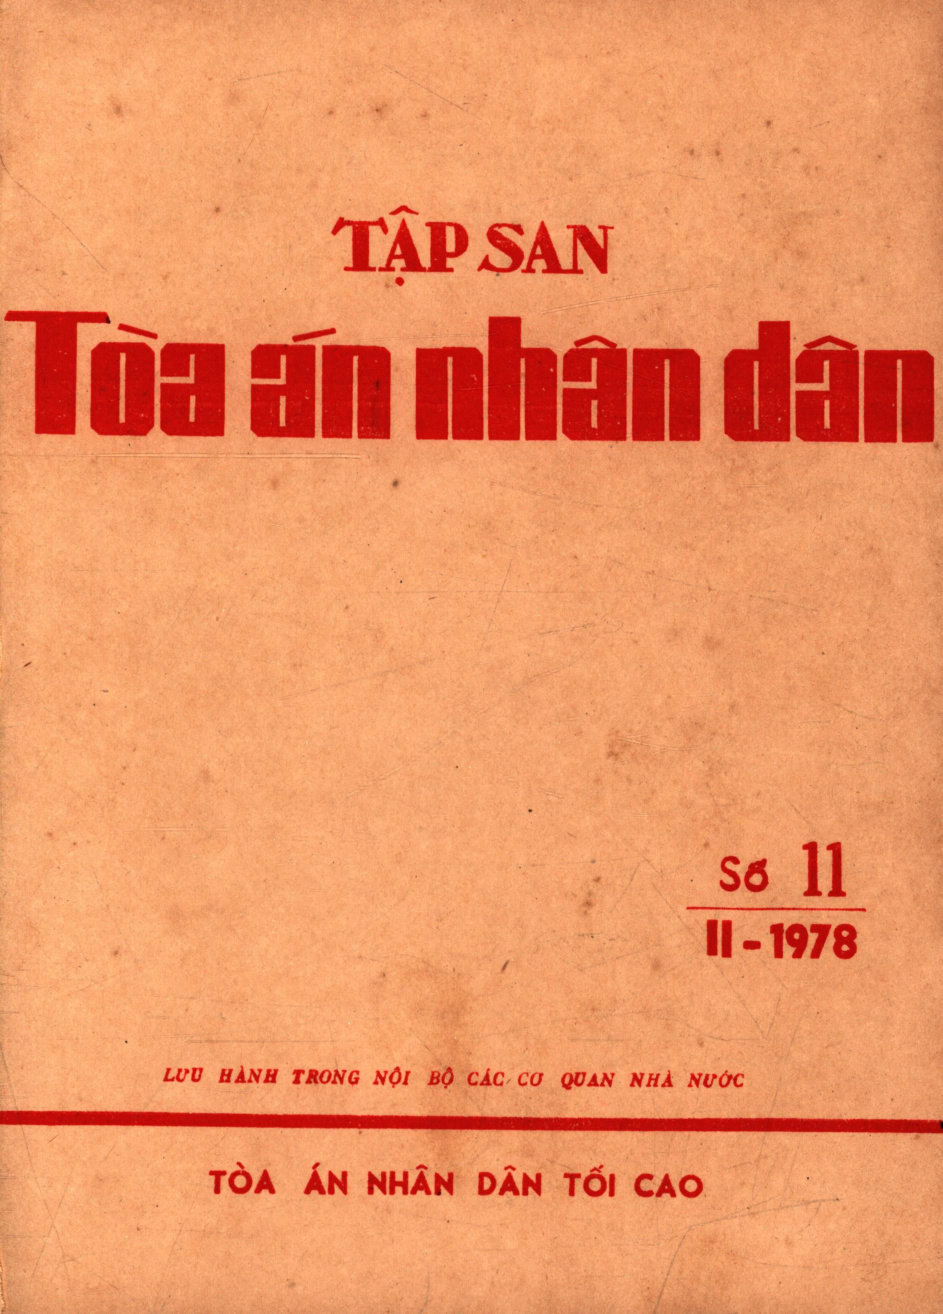 TẬP SAN
Tòa án nhân dân
Số 11
II - 1978
LƯU HÀNH TRONG NỘI BỘ CÁC CƠ QUAN NHÀ NƯỚC
TÒA ÁN NHÂN DÂN TỐI CAO